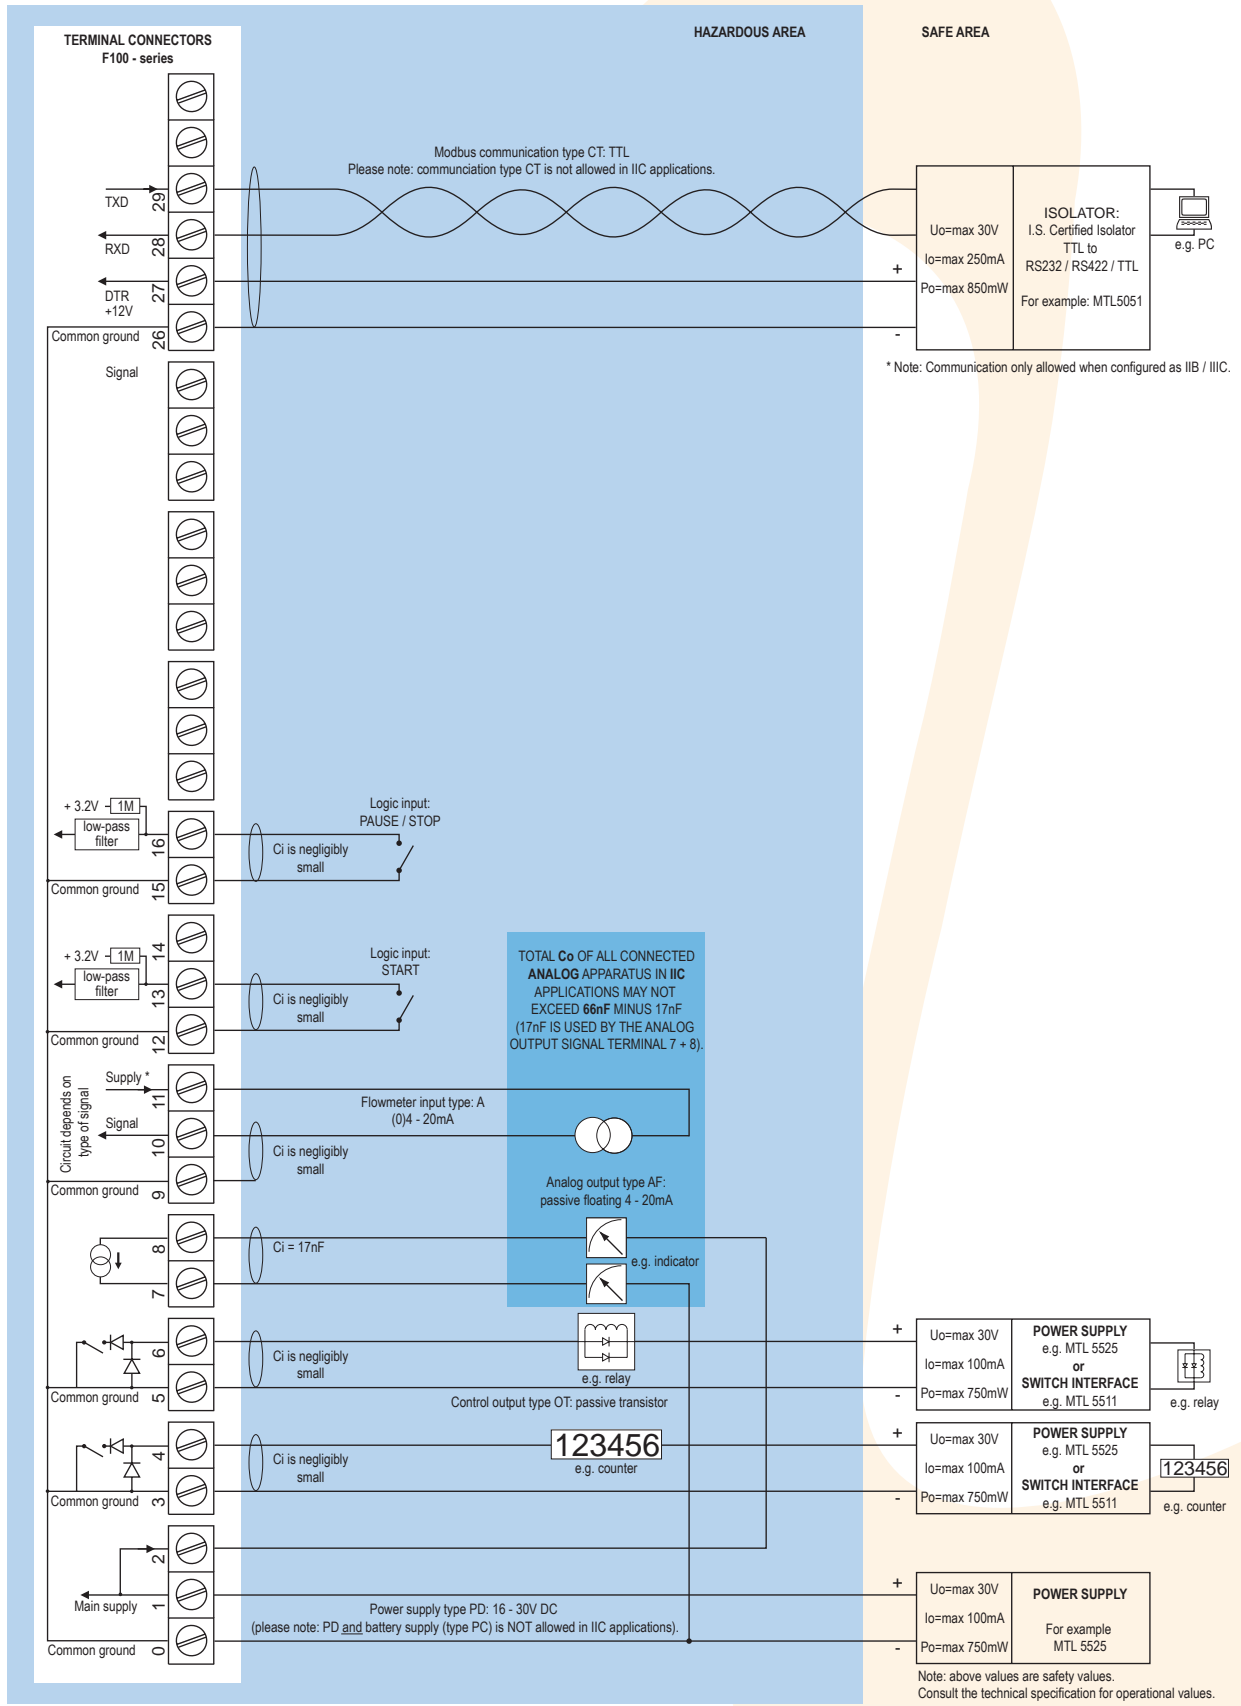 HAZARDOUS AREA
SAFE AREA
TERMINAL CONNECTORS
F100 - series
Modbus communication type CT: TTL
Please note: communciation type CT is not allowed in IIC applications.
TXD
29
RXD
28
DTR
+12V
27
Common ground
26
Signal
+
-
Uo=max 30V
Io=max 250mA
Po=max 850mW
ISOLATOR:
I.S. Certified Isolator
TTL to
RS232 / RS422 / TTL
For example: MTL5051
e.g. PC
* Note: Communication only allowed when configured as IIB / IIIC.
+ 3.2V
1M
low-pass
filter
16
Common ground
15
Logic input:
PAUSE / STOP
Ci is negligibly
small
14
+ 3.2V
1M
low-pass
filter
13
Common ground
12
Logic input:
START
Ci is negligibly
small
TOTAL Co OF ALL CONNECTED
ANALOG APPARATUS IN IIC
APPLICATIONS MAY NOT
EXCEED 66nF MINUS 17nF
(17nF IS USED BY THE ANALOG
OUTPUT SIGNAL TERMINAL 7 + 8).
Circuit depends on
type of signal
Supply *
11
Signal
10
Common ground
9
Flowmeter input type: A
(0)4 - 20mA
Ci is negligibly
small
Analog output type AF:
passive floating 4 - 20mA
8
7
Ci = 17nF
e.g. indicator
6
Common ground
5
Ci is negligibly
small
e.g. relay
Control output type OT: passive transistor
+
-
Uo=max 30V
Io=max 100mA
Po=max 750mW
POWER SUPPLY
e.g. MTL 5525
or
SWITCH INTERFACE
e.g. MTL 5511
e.g. relay
4
Common ground
3
Ci is negligibly
small
123456
e.g. counter
+
-
Uo=max 30V
Io=max 100mA
Po=max 750mW
POWER SUPPLY
e.g. MTL 5525
or
SWITCH INTERFACE
e.g. MTL 5511
123456
e.g. counter
2
Main supply
1
Common ground
0
Power supply type PD: 16 - 30V DC
(please note: PD and battery supply (type PC) is NOT allowed in IIC applications).
+
-
Uo=max 30V
Io=max 100mA
Po=max 750mW
POWER SUPPLY
For example
MTL 5525
Note: above values are safety values.
Consult the technical specification for operational values.